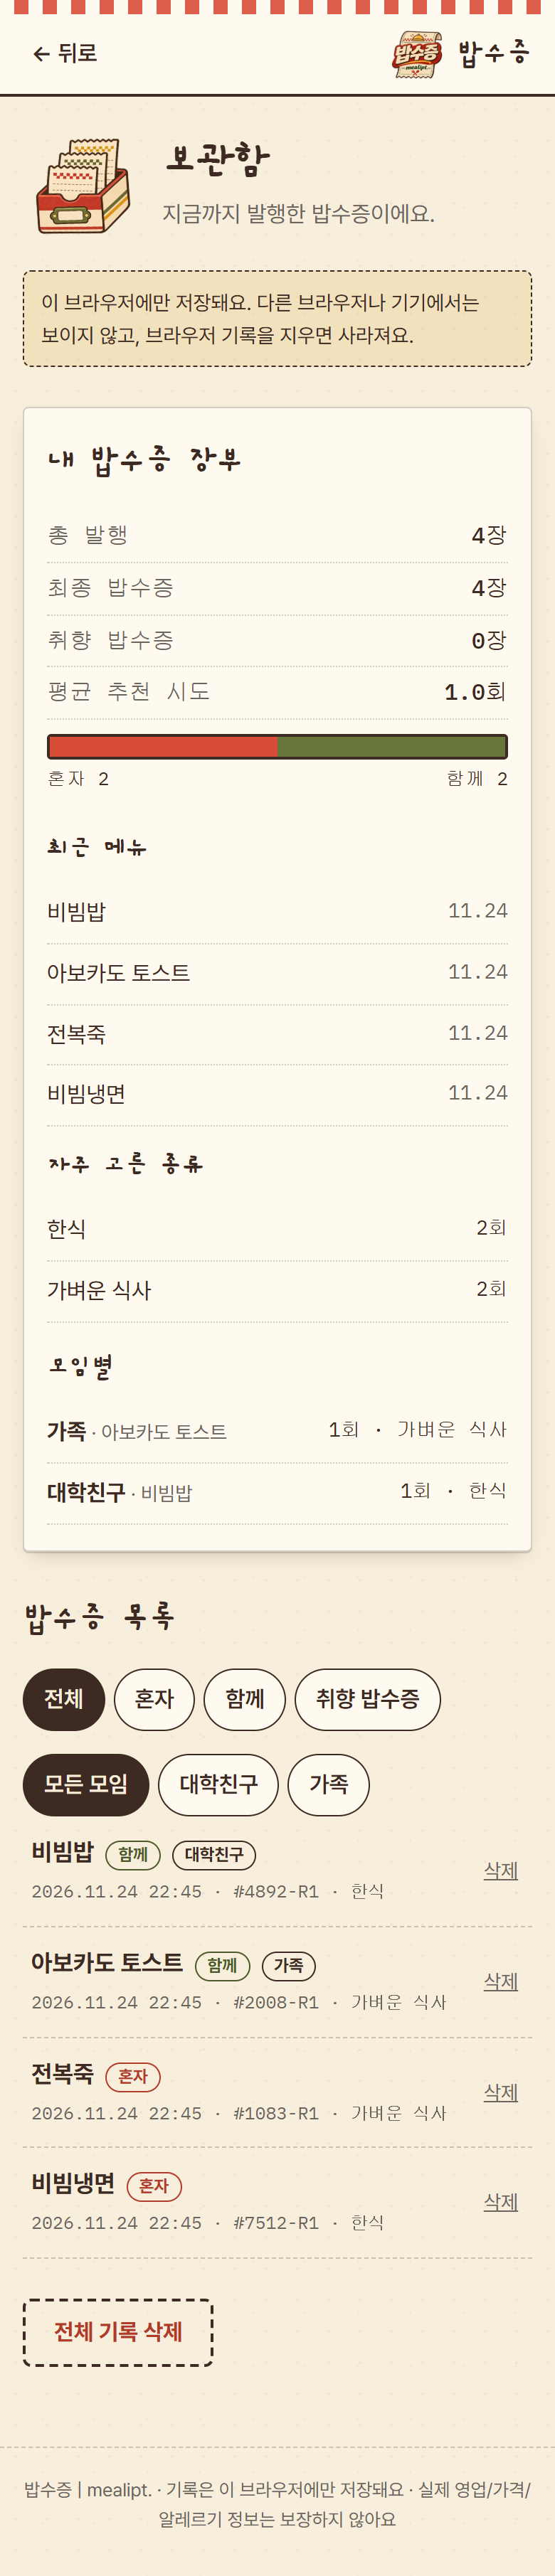 ← 뒤로
밥수증
mealipt.
밥수증
보관함
지금까지 발행한 밥수증이에요.
이 브라우저에만 저장돼요. 다른 브라우저나 기기에서는
보이지 않고, 브라우저 기록을 지우면 사라져요.
내 밥수증 장부
총 발행 4장
최종 밥수증 4장
취향 밥수증 0장
평균 추천 시도 1.0회
혼자 2 함께 2
최근 메뉴
비빔밥 11.24
아보카도 토스트 11.24
전복죽 11.24
비빔냉면 11.24
자주 고른 종류
한식 2회
가벼운 식사 2회
모임별
가족 · 아보카도 토스트 1회 · 가벼운 식사
대학친구 · 비빔밥 1회 · 한식
밥수증 목록
전체 혼자 함께 취향 밥수증
모든 모임 대학친구 가족
비빔밥 함께 대학친구
삭제
2026.11.24 22:45 · #4892-R1 · 한식
아보카도 토스트 함께 가족
삭제
2026.11.24 22:45 · #2008-R1 · 가벼운 식사
전복죽 혼자
삭제
2026.11.24 22:45 · #1083-R1 · 가벼운 식사
비빔냉면 혼자
삭제
2026.11.24 22:45 · #7512-R1 · 한식
전체 기록 삭제
밥수증 | mealipt. · 기록은 이 브라우저에만 저장돼요 · 실제 영업/가격/
알레르기 정보는 보장하지 않아요